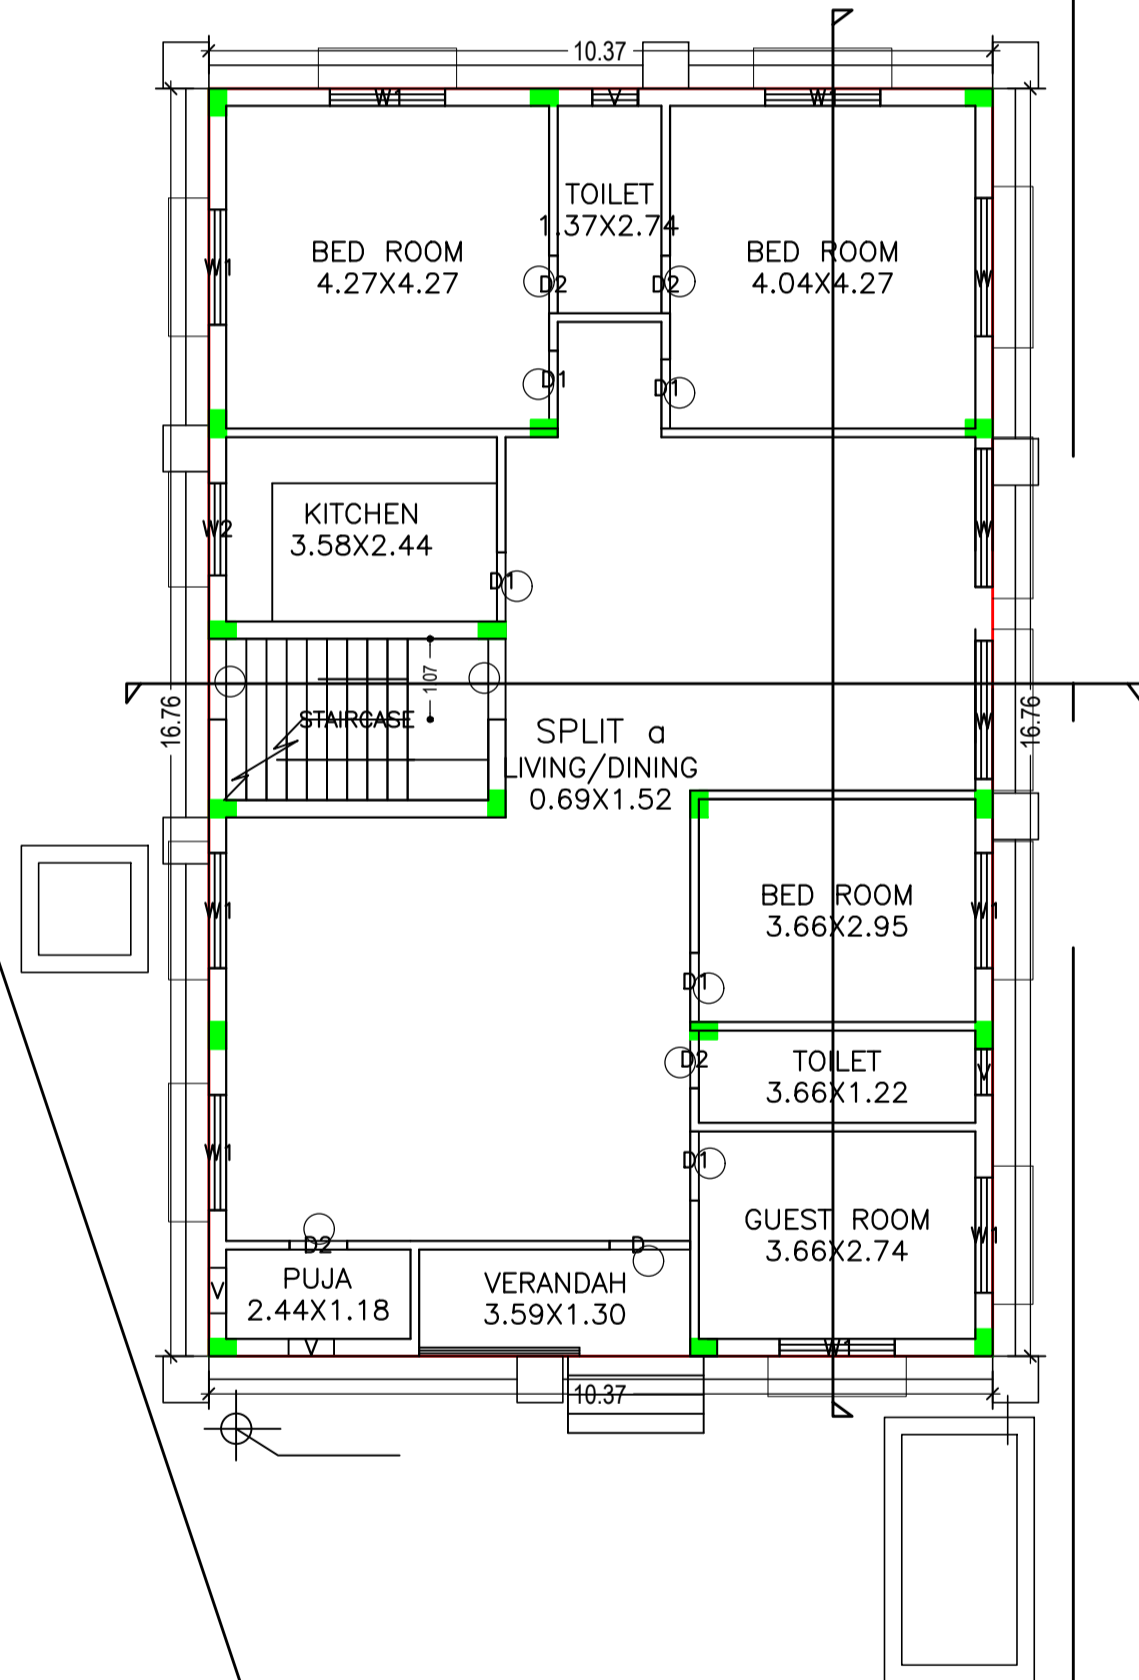 10.37
W1
V
W1
TOILET
1.37X2.74
BED ROOM
4.27X4.27
BED ROOM
4.04X4.27
W1
D2
D2
W
D1
D1
KITCHEN
3.58X2.44
W2
W
D1
1.07
16.76
STAIRCASE
SPLIT a
LIVING/DINING
0.69X1.52
W
16.76
BED ROOM
3.66X2.95
W1
W1
D1
D2
TOILET
3.66X1.22
V
W1
D1
GUEST ROOM
3.66X2.74
W1
D2
D
PUJA
2.44X1.18
V
VERANDAH
3.59X1.30
V
W1
10.37